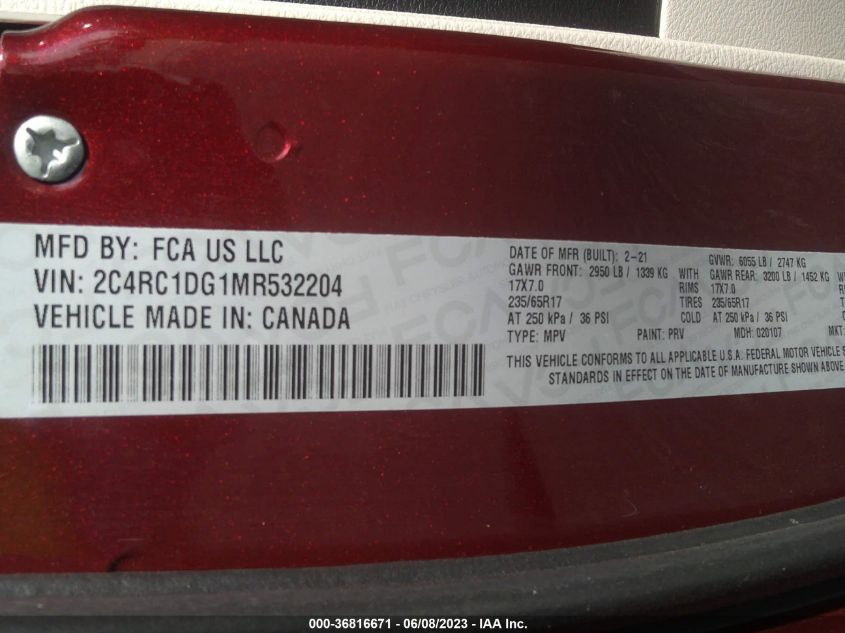 MFD BY: FCA US LLC
VIN: 2C4RC1DG1MR532204
VEHICLE MADE IN: CANADA
DATE OF MFR (BUILT): 2-21 GVWR: 6055 LB / 2747 KG
GAWR FRONT: 2950 LB / 1339 KG WITH GAWR REAR: 3200 LB / 1452 KG
17X7.0 RIMS 17X7.0
235/65R17 TIRES 235/65R17
AT 250 kPa / 36 PSI COLD AT 250 kPa / 36 PSI
TYPE: MPV PAINT: PRV MDH: 020107 MKT:
THIS VEHICLE CONFORMS TO ALL APPLICABLE U.S.A. FEDERAL MOTOR VEHICLE
STANDARDS IN EFFECT ON THE DATE OF MANUFACTURE SHOWN ABOVE
000-36816671 - 06/08/2023 - © IAA Inc.